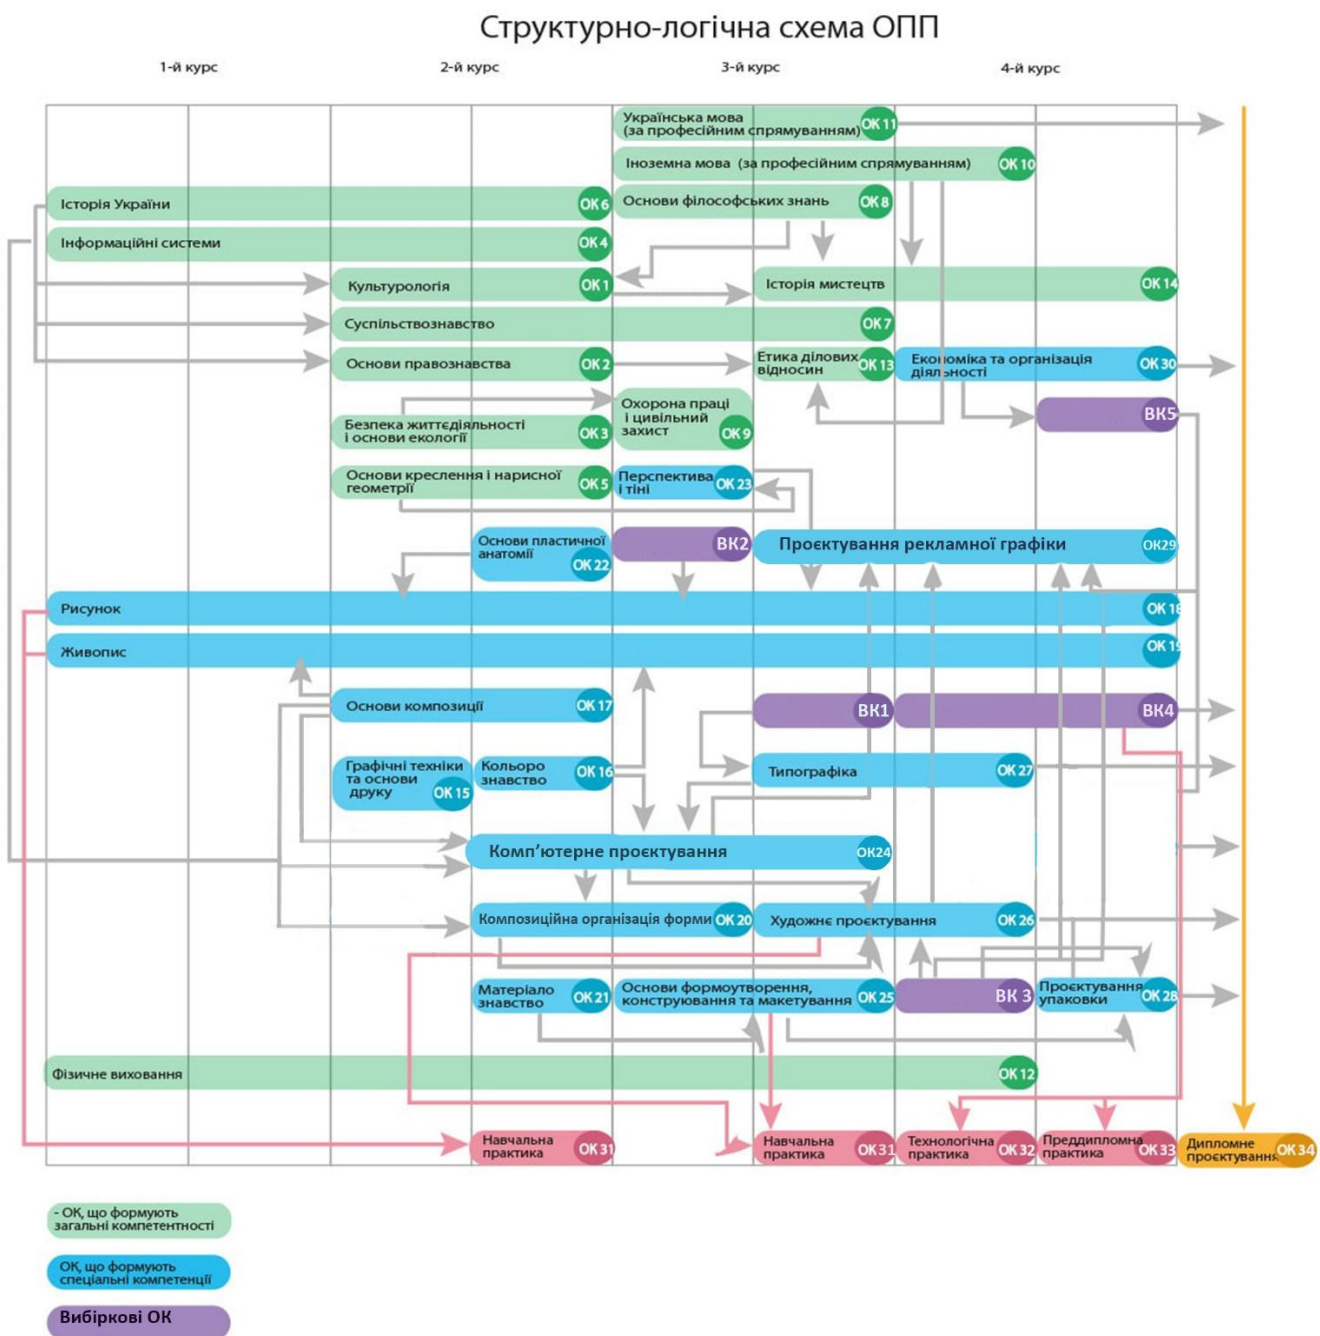 Структурно-логічна схема ОПП
1-й курс
2-й курс
3-й курс
4-й курс
Українська мова
(за професійним спрямуванням)
ОК 11
Іноземна мова (за професійним спрямуванням)
ОК 10
Історія України
ОК 6
Основи філософських знань
ОК 8
Інформаційні системи
ОК 4
Культурологія
ОК 1
Історія мистецтв
ОК 14
Суспільствознавство
ОК 7
Основи правознавства
ОК 2
Етика ділових
відносин
ОК 13
Економіка та організація
діяльності
ОК 30
Безпека життєдіяльності
і основи екології
ОК 3
Охорона праці
і цивільний
захист
ОК 9
ВК5
Основи креслення і нарисної
геометрії
ОК 5
Перспектива
і тіні
ОК 23
Основи пластичної
анатомії
ОК 22
ВК2
Проєктування рекламної графіки
ОК29
Рисунок
ОК 18
Живопис
ОК 19
Основи композиції
ОК 17
ВК1
ВК4
Графічні техніки
та основи
друку
ОК 15
Кольоро
знавство
ОК 16
Типографіка
ОК 27
Комп’ютерне проєктування
ОК24
Композиційна організація форми
ОК 20
Художнє проєктування
ОК 26
Матеріало
знавство
ОК 21
Основи формоутворення,
конструювання та макетування
ОК 25
ВК 3
Проєктування
упаковки
ОК 28
Фізичне виховання
ОК 12
Навчальна
практика
ОК 31
Навчальна
практика
ОК 31
Технологічна
практика
ОК 32
Преддипломна
практика
ОК 33
Дипломне
проєктування
ОК 34
- ОК, що формують
загальні компетентності
ОК, що формують
спеціальні компетенції
Вибіркові ОК